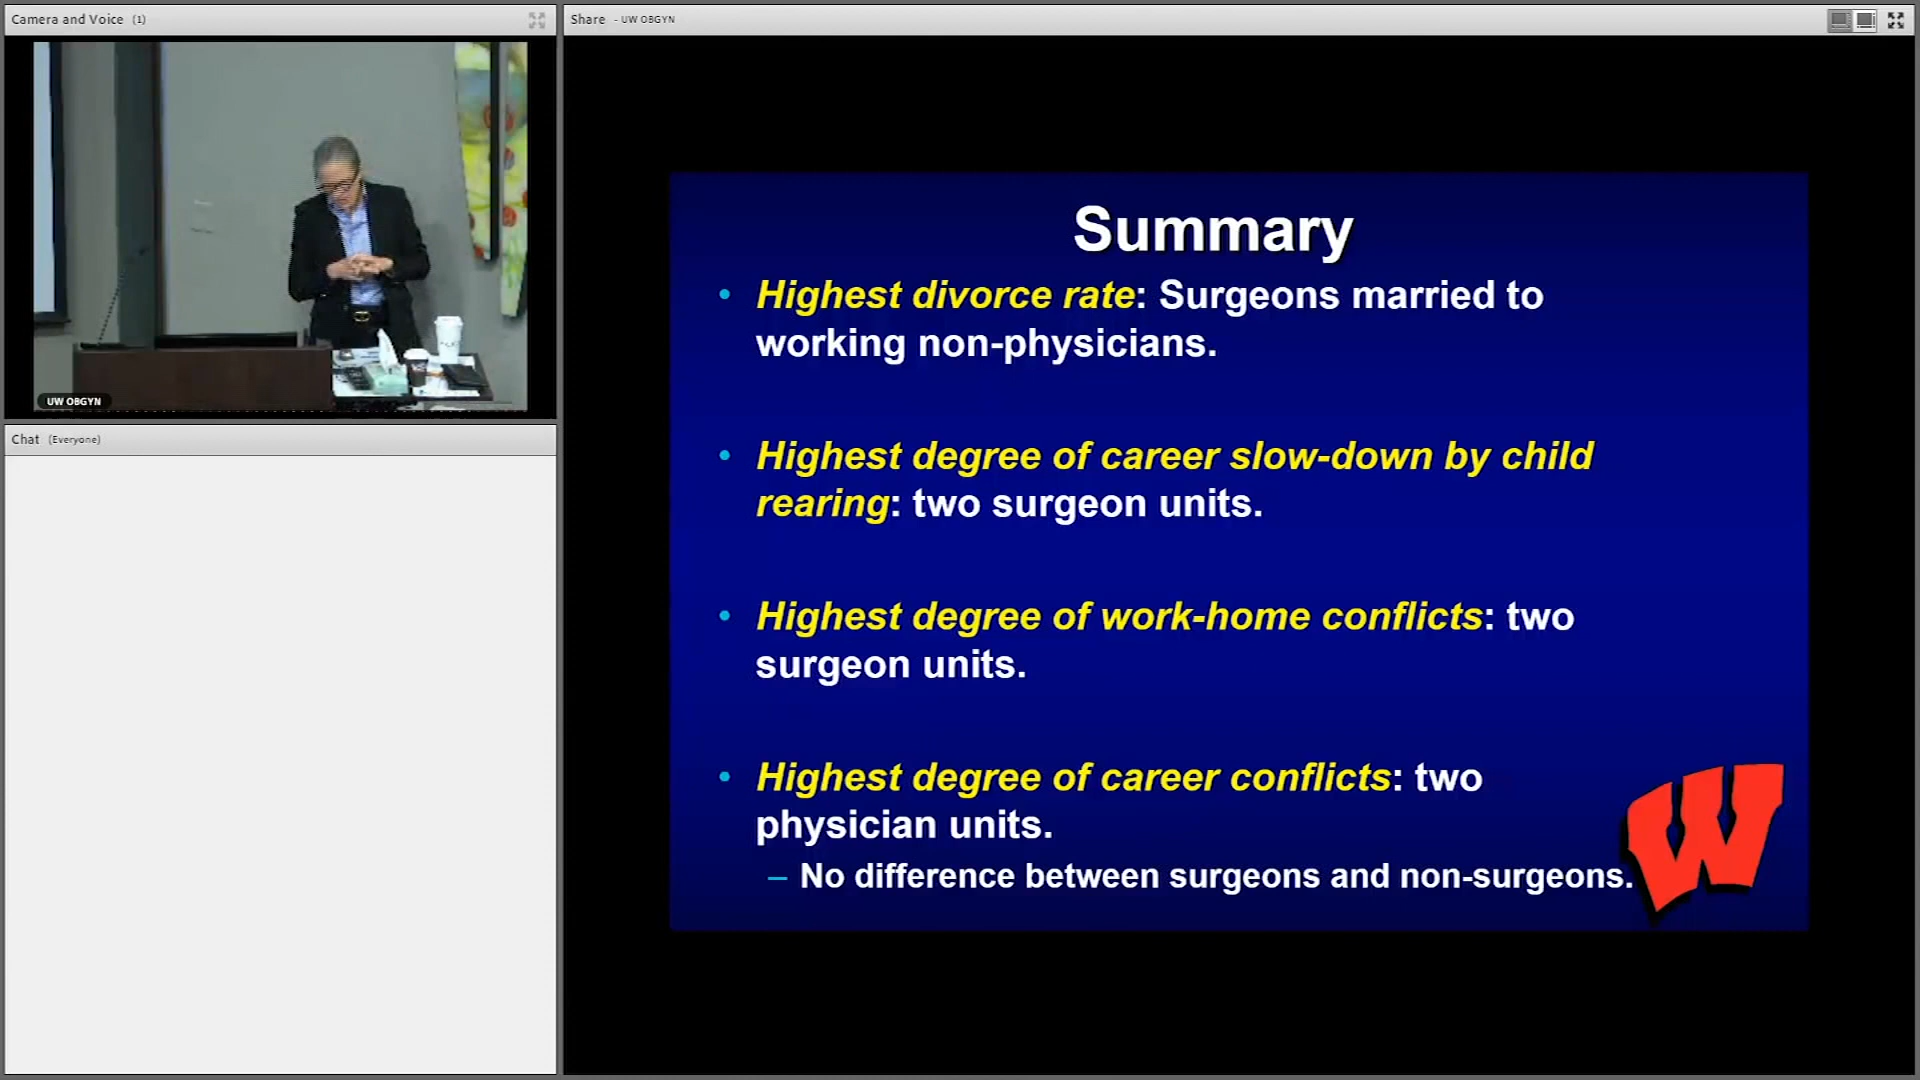 Camera and Voice (1)
UW OBGYN
Chat (Everyone)
Share - UW OBGYN
Summary
• Highest divorce rate: Surgeons married to
working non-physicians.
• Highest degree of career slow-down by child
rearing: two surgeon units.
• Highest degree of work-home conflicts: two
surgeon units.
• Highest degree of career conflicts: two
physician units.
– No difference between surgeons and non-surgeons.
W